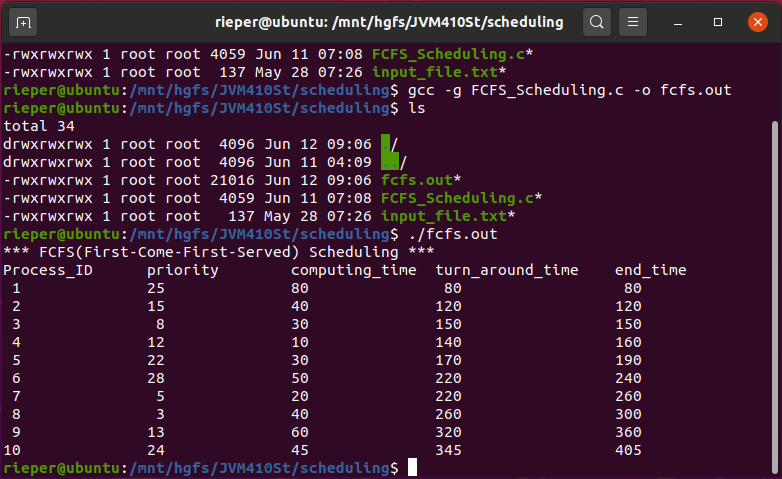 rieper@ubuntu: /mnt/hgfs/JVM410St/scheduling
-rwxrwxrwx 1 root root 4059 Jun 11 07:08 FCFS_Scheduling.c*
-rwxrwxrwx 1 root root  137 May 28 07:26 input_file.txt*
rieper@ubuntu:/mnt/hgfs/JVM410St/scheduling$ gcc -g FCFS_Scheduling.c -o fcfs.out
rieper@ubuntu:/mnt/hgfs/JVM410St/scheduling$ ls
total 34
drwxrwxrwx 1 root root  4096 Jun 12 09:06 ./
drwxrwxrwx 1 root root  4096 Jun 11 04:09 ../
-rwxrwxrwx 1 root root 21016 Jun 12 09:06 fcfs.out*
-rwxrwxrwx 1 root root  4059 Jun 11 07:08 FCFS_Scheduling.c*
-rwxrwxrwx 1 root root   137 May 28 07:26 input_file.txt*
rieper@ubuntu:/mnt/hgfs/JVM410St/scheduling$ ./fcfs.out
*** FCFS(First-Come-First-Served) Scheduling ***
Process_ID      priority        computing_time  turn_around_time    end_time
 1              25              80               80                  80
 2              15              40              120                 120
 3               8              30              150                 150
 4              12              10              140                 160
 5              22              30              170                 190
 6              28              50              220                 240
 7               5              20              220                 260
 8               3              40              260                 300
 9              13              60              320                 360
10              24              45              345                 405
rieper@ubuntu:/mnt/hgfs/JVM410St/scheduling$